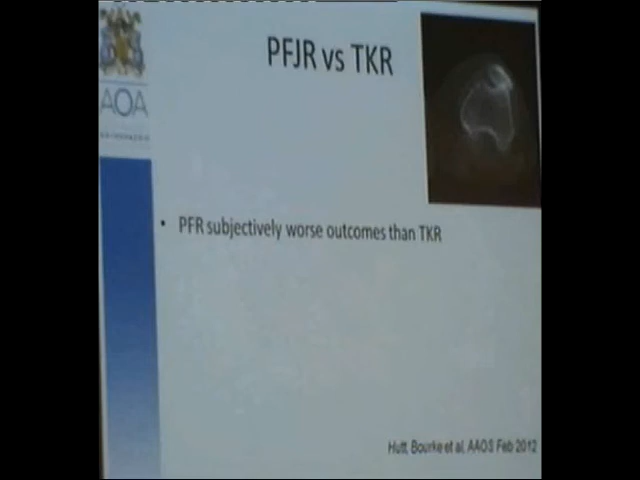 PFJR vs TKR
AOA
• PFR subjectively worse outcomes than TKR
Hutt, Bourke et al, AAOS Feb 2012